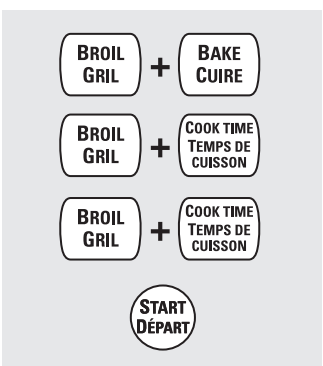 BROIL
GRIL
+
BAKE
CUIRE
BROIL
GRIL
+
COOK TIME
TEMPS DE
CUISSON
BROIL
GRIL
+
COOK TIME
TEMPS DE
CUISSON
START
DÉPART